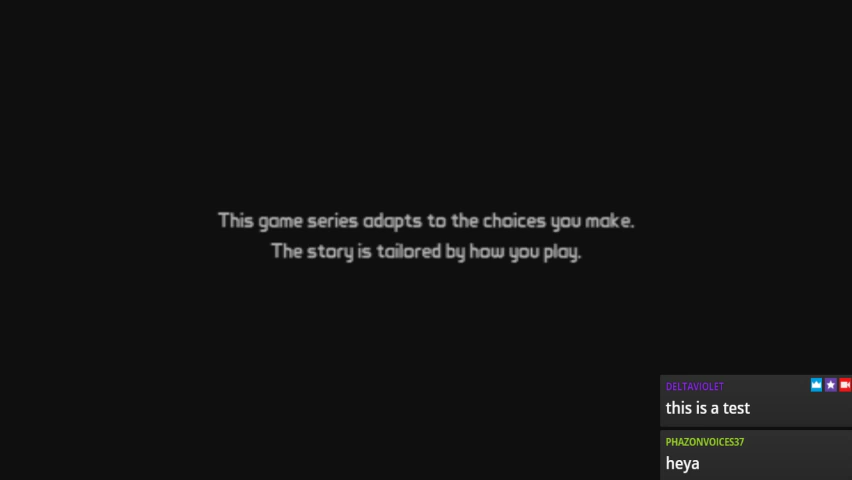 This game series adapts to the choices you make.
The story is tailored by how you play.
DELTAVIOLET
this is a test
PHAZONVOICES37
heya